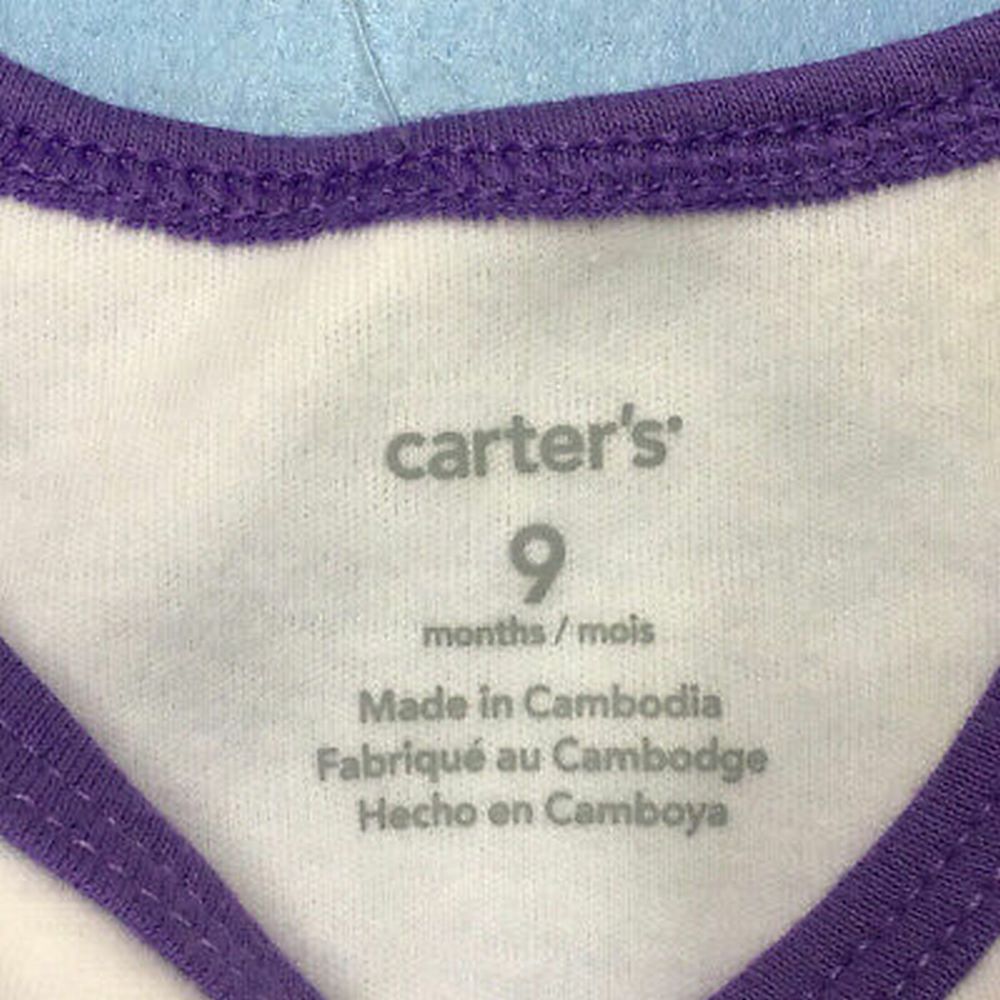 carter's
9
months / mois
Made in Cambodia
Fabriqué au Cambodge
Hecho en Camboya